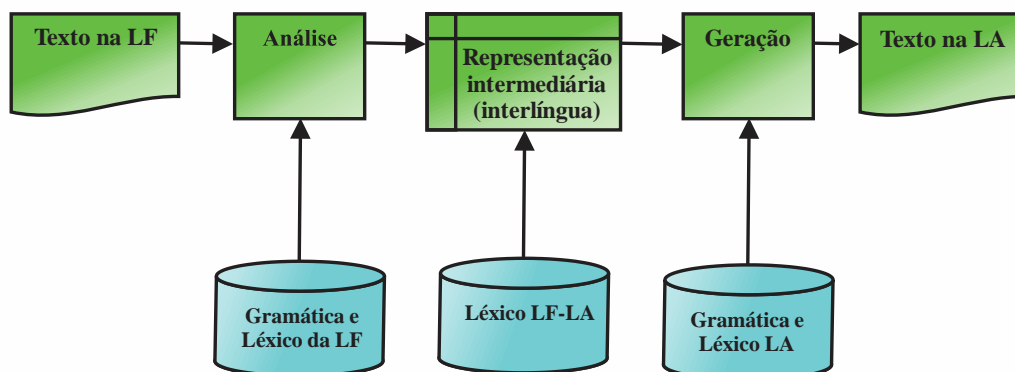 Texto na LF
Análise
Representação
intermediária
(interlíngua)
Geração
Texto na LA
Gramática e
Léxico da LF
Léxico LF-LA
Gramática e
Léxico LA